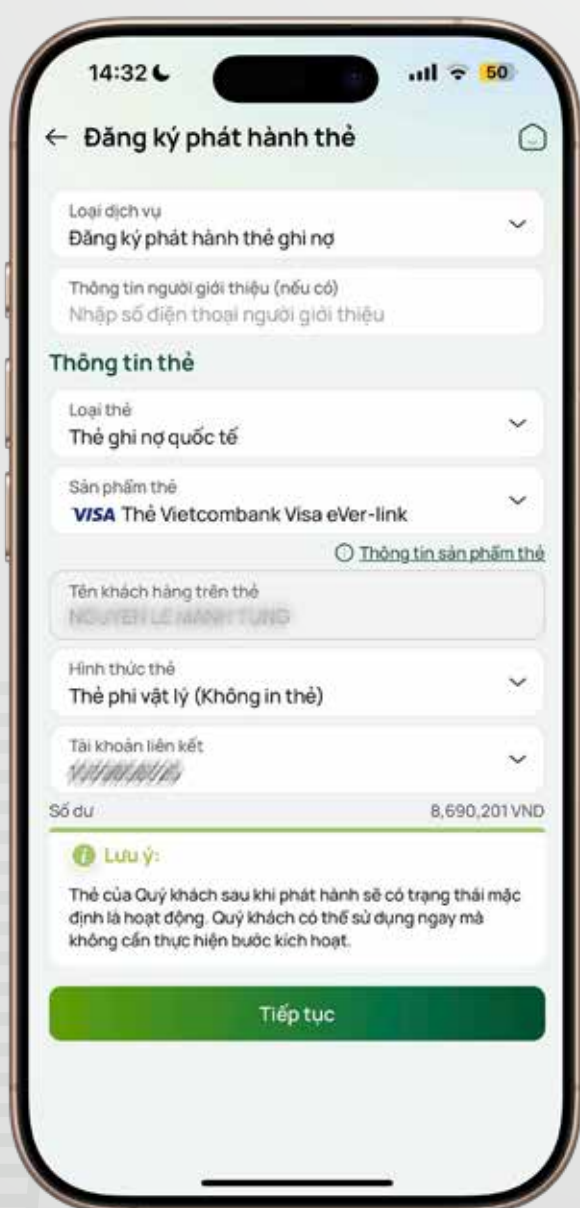 14:32
50
Đăng ký phát hành thẻ
Loại dịch vụ
Đăng ký phát hành thẻ ghi nợ
Thông tin người giới thiệu (nếu có)
Nhập số điện thoại người giới thiệu
Thông tin thẻ
Loại thẻ
Thẻ ghi nợ quốc tế
Sản phẩm thẻ
VISA Thẻ Vietcombank Visa eVer-link
Thông tin sản phẩm thẻ
Tên khách hàng trên thẻ
Hình thức thẻ
Thẻ phi vật lý (Không in thẻ)
Tài khoản liên kết
Số dư 8,690,201 VND
Lưu ý:
Thẻ của Quý khách sau khi phát hành sẽ có trạng thái mặc
định là hoạt động. Quý khách có thể sử dụng ngay mà
không cần thực hiện bước kích hoạt.
Tiếp tục